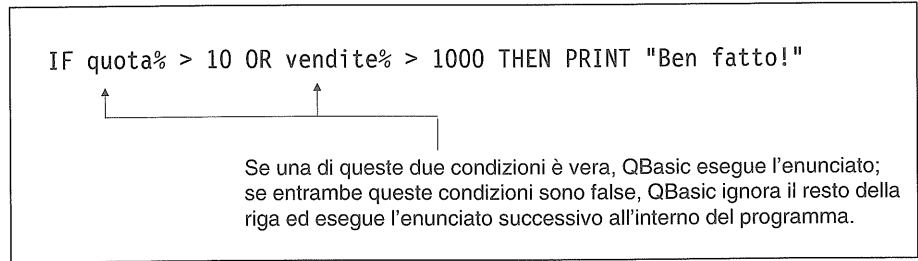 IF quota% > 10 OR vendite% > 1000 THEN PRINT "Ben fatto!"
Se una di queste due condizioni è vera, QBasic esegue l'enunciato;
se entrambe queste condizioni sono false, QBasic ignora il resto della
riga ed esegue l'enunciato successivo all'interno del programma.